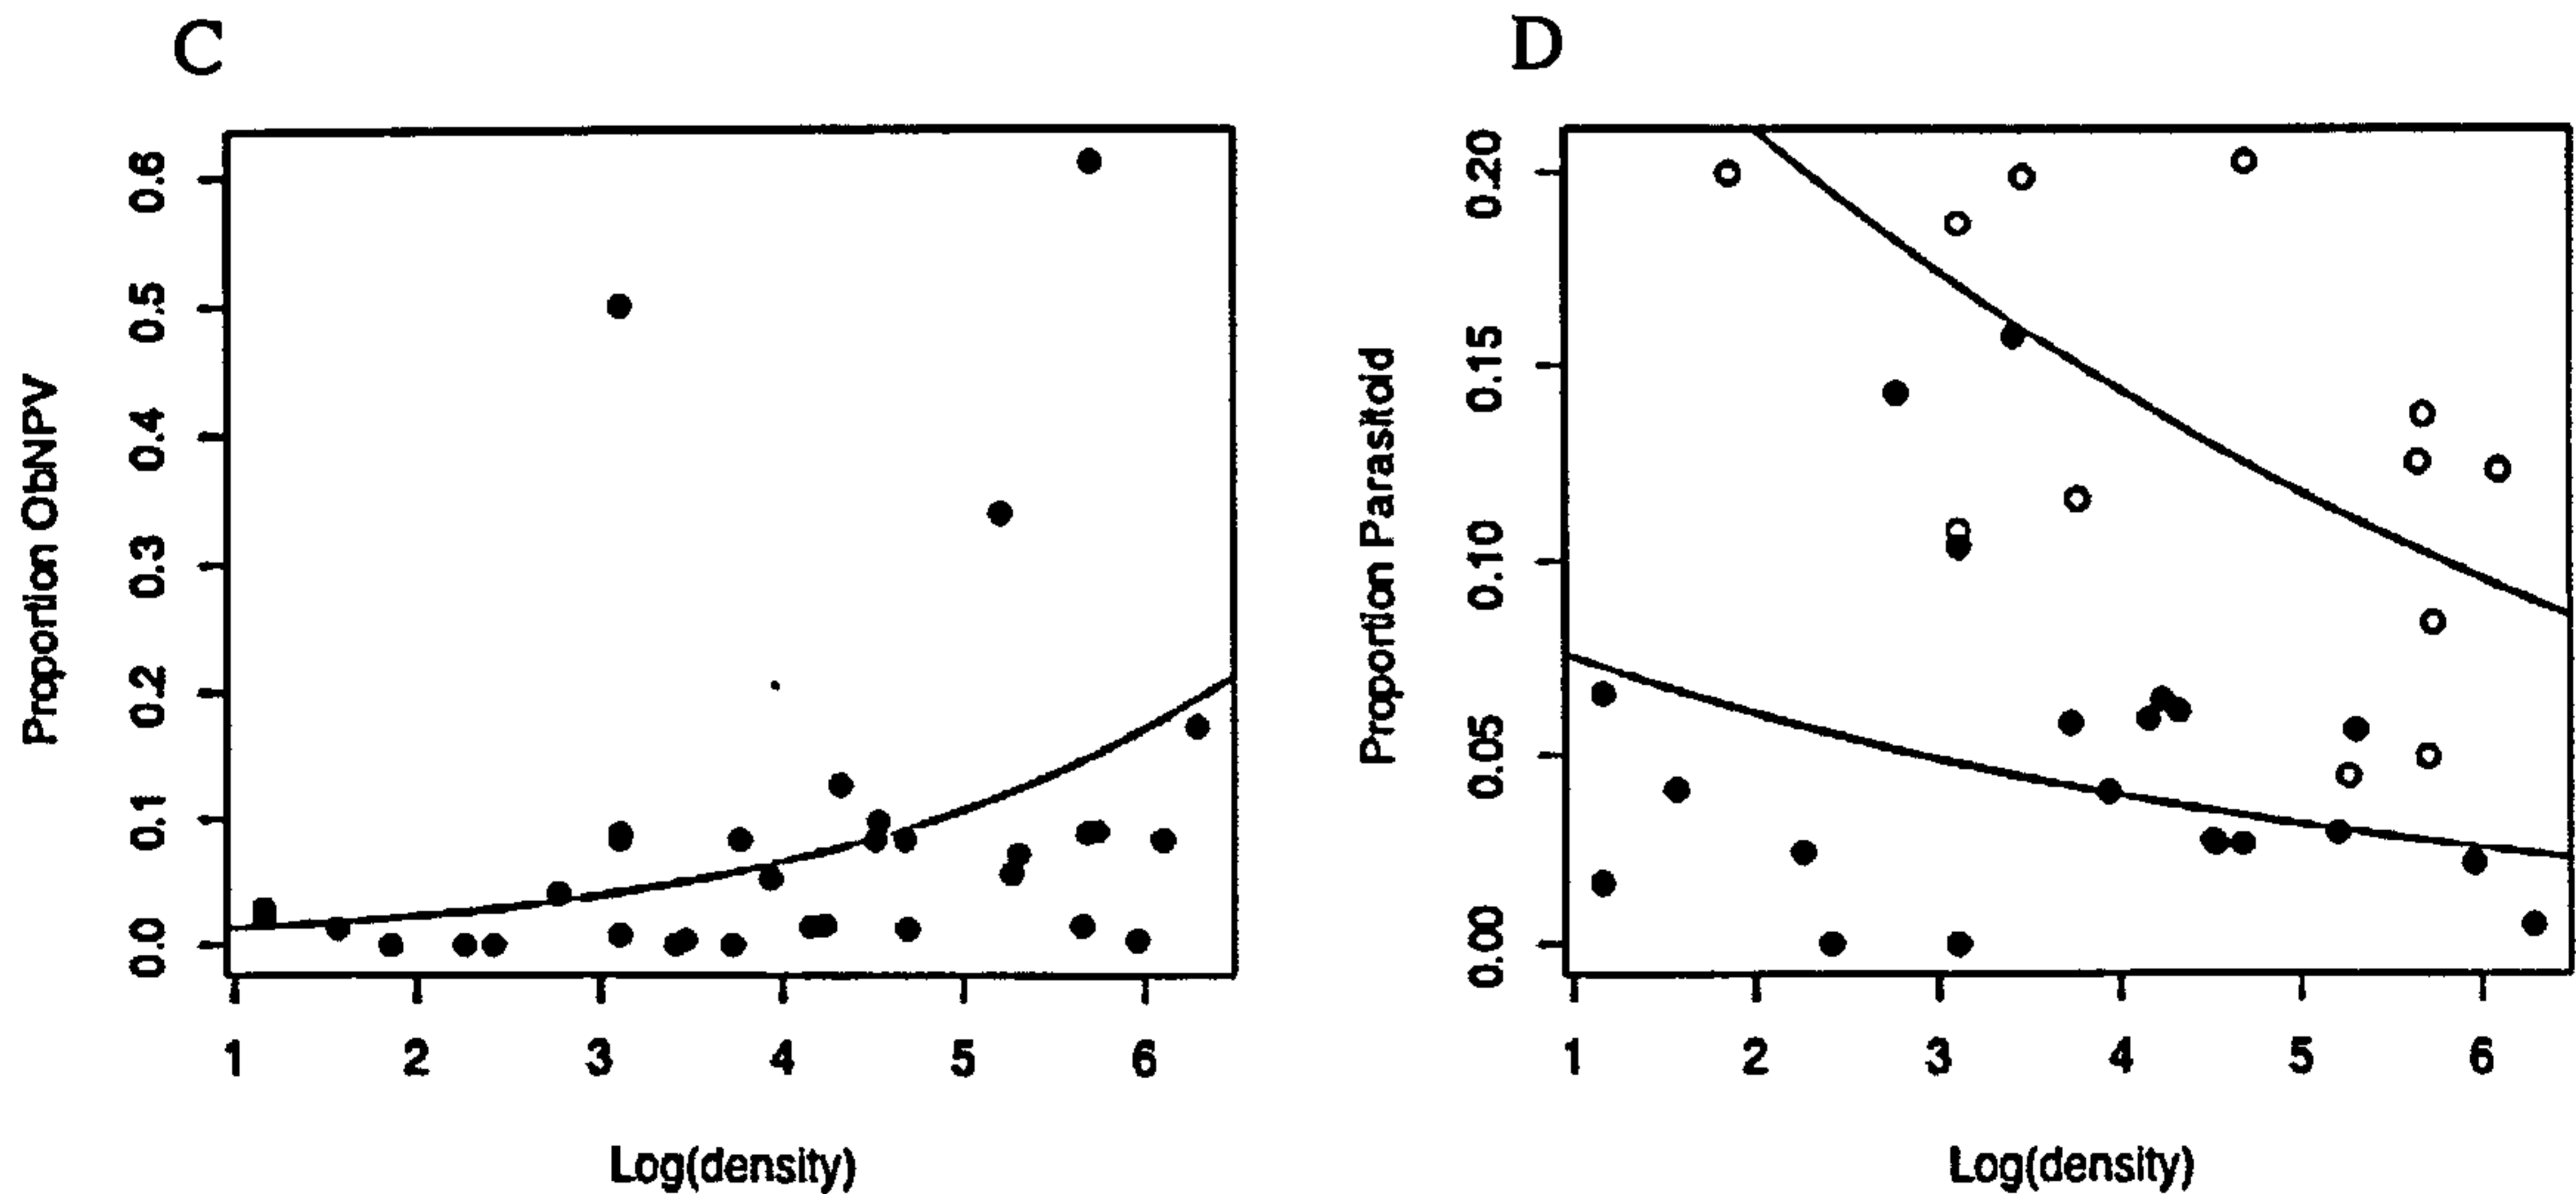 C
Proportion ObNPV
0.6
0.5
0.4
0.3
0.2
0.1
0.0
1 2 3 4 5 6
Log(density)
D
Proportion Parasitoid
0.20
0.15
0.10
0.05
0.00
1 2 3 4 5 6
Log(density)